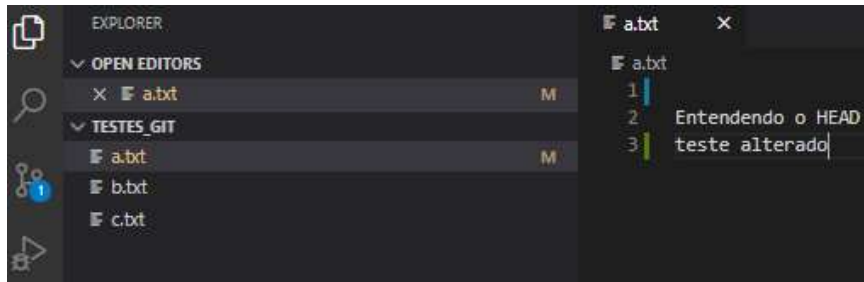 EXPLORER
OPEN EDITORS
a.txt M
TESTES_GIT
a.txt M
b.txt
c.txt
1
a.txt ×
a.txt
1
2 Entendendo o HEAD
3 teste alterado